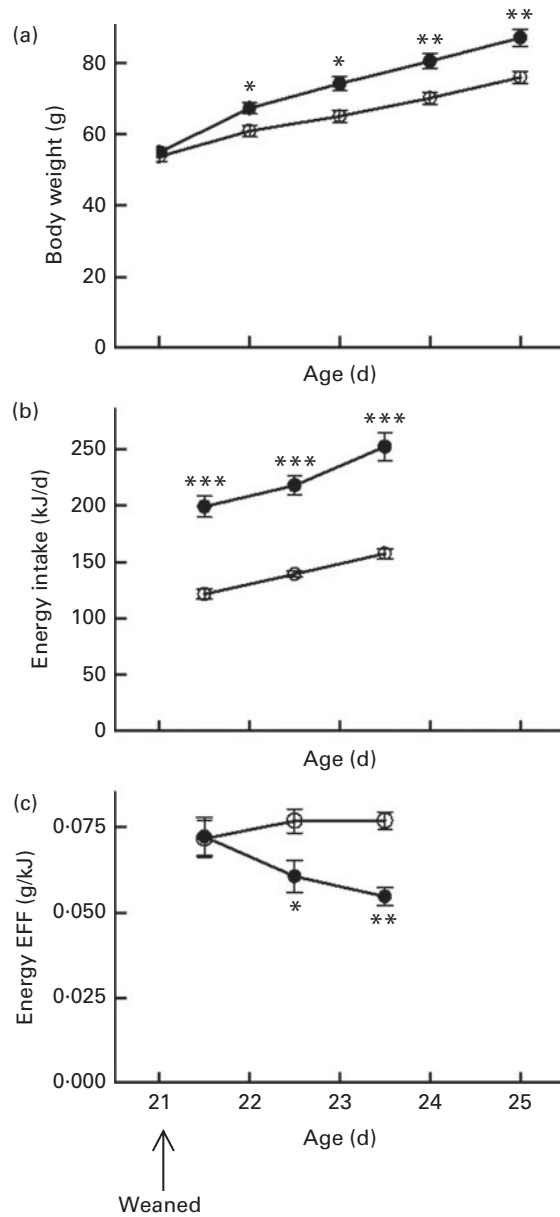 (a)
Body weight (g)
80
60
40
20
0
*
*
**
**
Age (d)
(b)
Energy intake (kJ/d)
250
200
150
100
50
0
***
***
***
Age (d)
(c)
Energy EFF (g/kJ)
0·075
0·050
0·025
0·000
*
**
21 22 23 24 25
Age (d)
Weaned